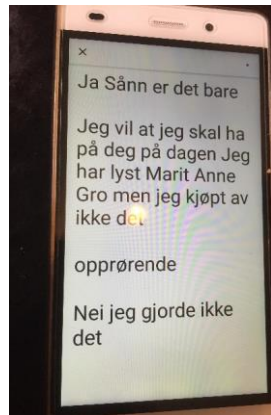 Ja Sånn er det bare
Jeg vil at jeg skal ha
på deg på dagen Jeg
har lyst Marit Anne
Gro men jeg kjøpt av
ikke det
opprørende
Nei jeg gjorde ikke
det